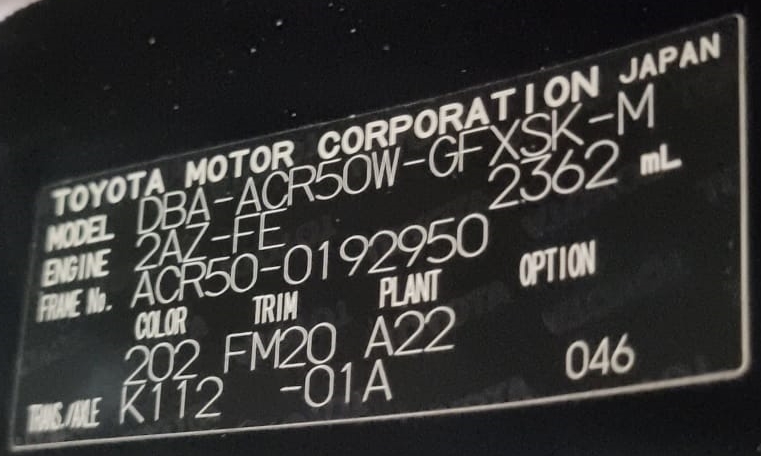 TOYOTA MOTOR CORPORATION JAPAN
MODEL DBA-ACR50W-GFXSK-M
ENGINE 2AZ-FE 2362 mL
FRAME No. ACR50-0192950
COLOR TRIM PLANT OPTION
202 FM20 A22
TRANS./AXLE K112 -01A 046